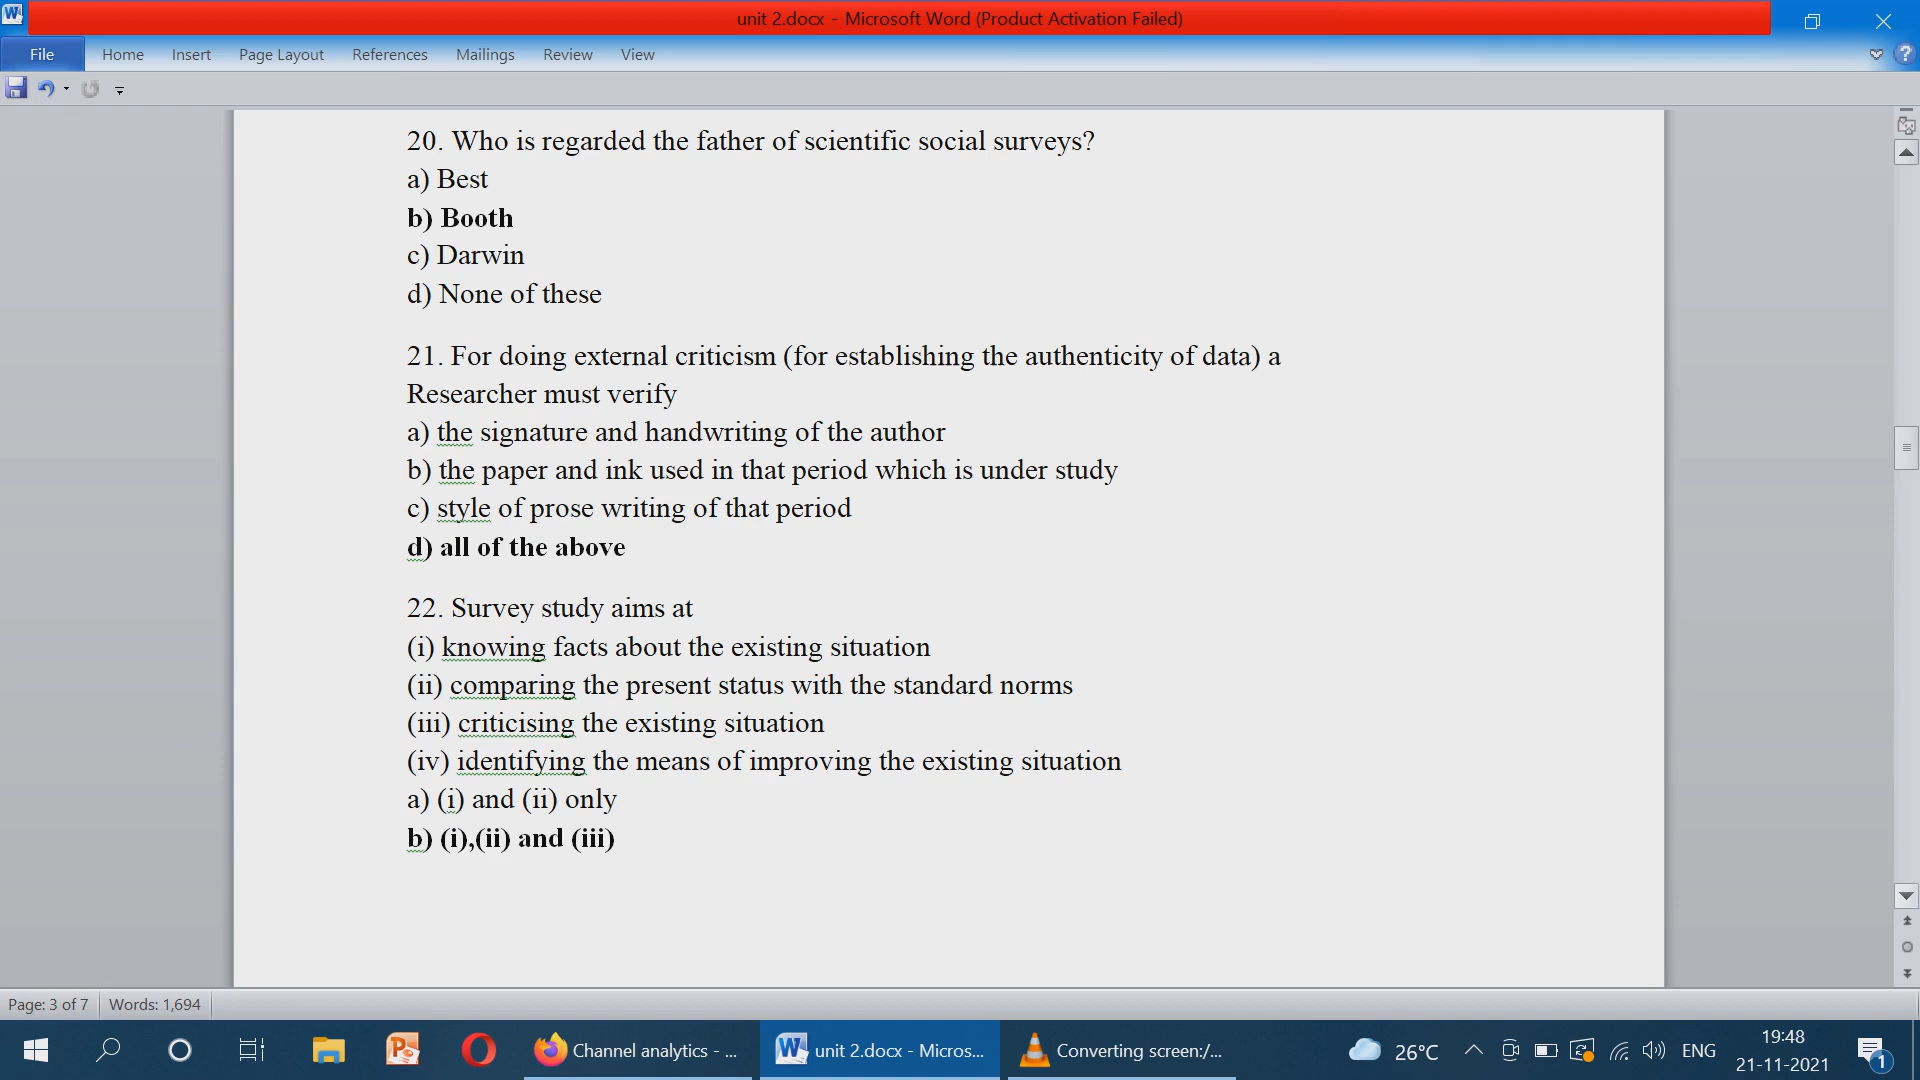 unit 2.docx - Microsoft Word (Product Activation Failed)
File Home Insert Page Layout References Mailings Review View
20. Who is regarded the father of scientific social surveys?
a) Best
b) Booth
c) Darwin
d) None of these
21. For doing external criticism (for establishing the authenticity of data) a
Researcher must verify
a) the signature and handwriting of the author
b) the paper and ink used in that period which is under study
c) style of prose writing of that period
d) all of the above
22. Survey study aims at
(i) knowing facts about the existing situation
(ii) comparing the present status with the standard norms
(iii) criticising the existing situation
(iv) identifying the means of improving the existing situation
a) (i) and (ii) only
b) (i),(ii) and (iii)
Page: 3 of 7 Words: 1,694
Channel analytics - ... unit 2.docx - Micros... Converting screen:/... 26°C ENG 19:48
21-11-2021 1